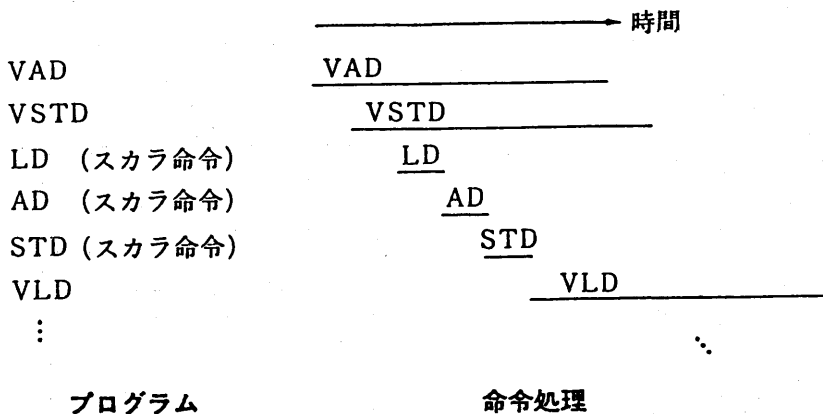 時間
VAD VAD
VSTD VSTD
LD (スカラ命令) LD
AD (スカラ命令) AD
STD (スカラ命令) STD
VLD VLD
⋮ ⋱
プログラム 命令処理